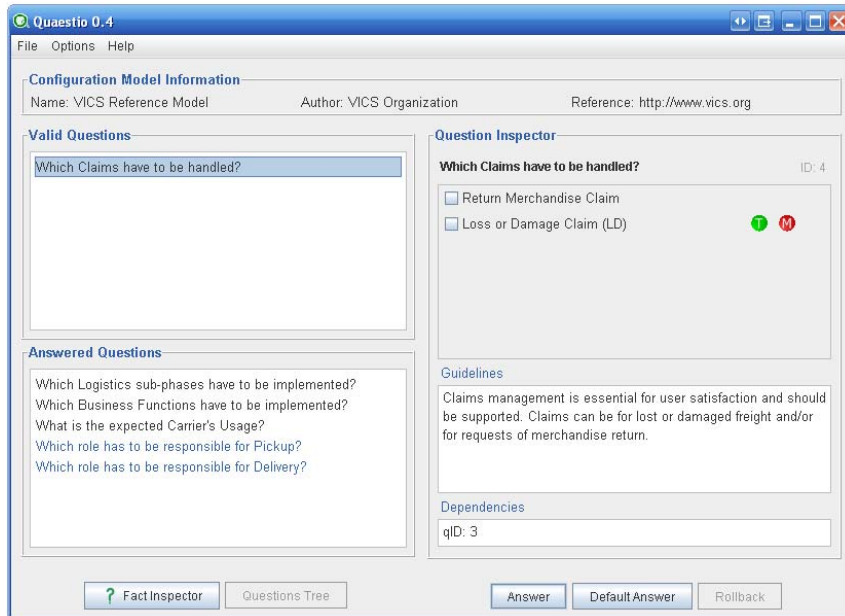 Quaestio 0.4
File Options Help
Configuration Model Information
Name: VICS Reference Model Author: VICS Organization Reference: http://www.vics.org
Valid Questions
Which Claims have to be handled?
Answered Questions
Which Logistics sub-phases have to be implemented?
Which Business Functions have to be implemented?
What is the expected Carrier's Usage?
Which role has to be responsible for Pickup?
Which role has to be responsible for Delivery?
? Fact Inspector Questions Tree
Question Inspector
Which Claims have to be handled? ID: 4
Return Merchandise Claim
Loss or Damage Claim (LD) T M
Guidelines
Claims management is essential for user satisfaction and should
be supported. Claims can be for lost or damaged freight and/or
for requests of merchandise return.
Dependencies
qID: 3
Answer Default Answer Rollback